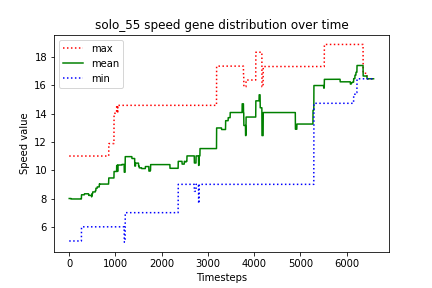 solo_55 speed gene distribution over time
max
mean
min
Speed value
18
16
14
12
10
8
6
0 1000 2000 3000 4000 5000 6000
Timesteps